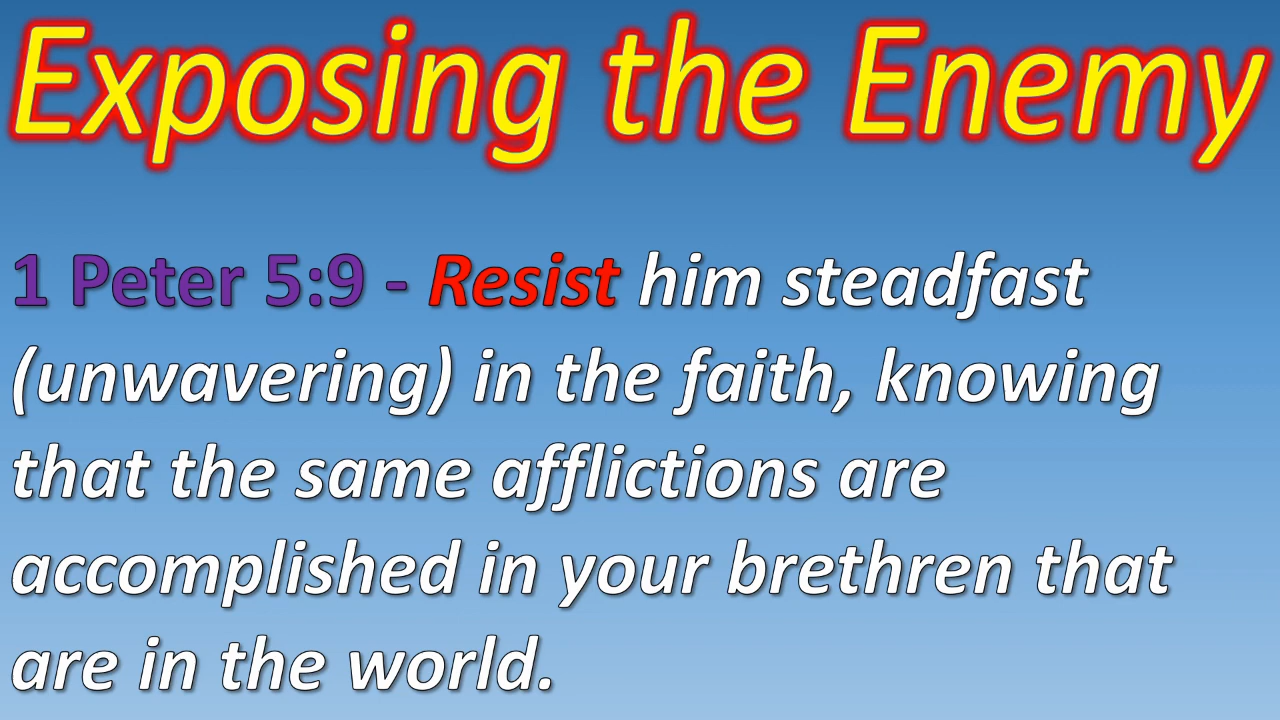 Exposing the Enemy
1 Peter 5:9 - Resist him steadfast
(unwavering) in the faith, knowing
that the same afflictions are
accomplished in your brethren that
are in the world.